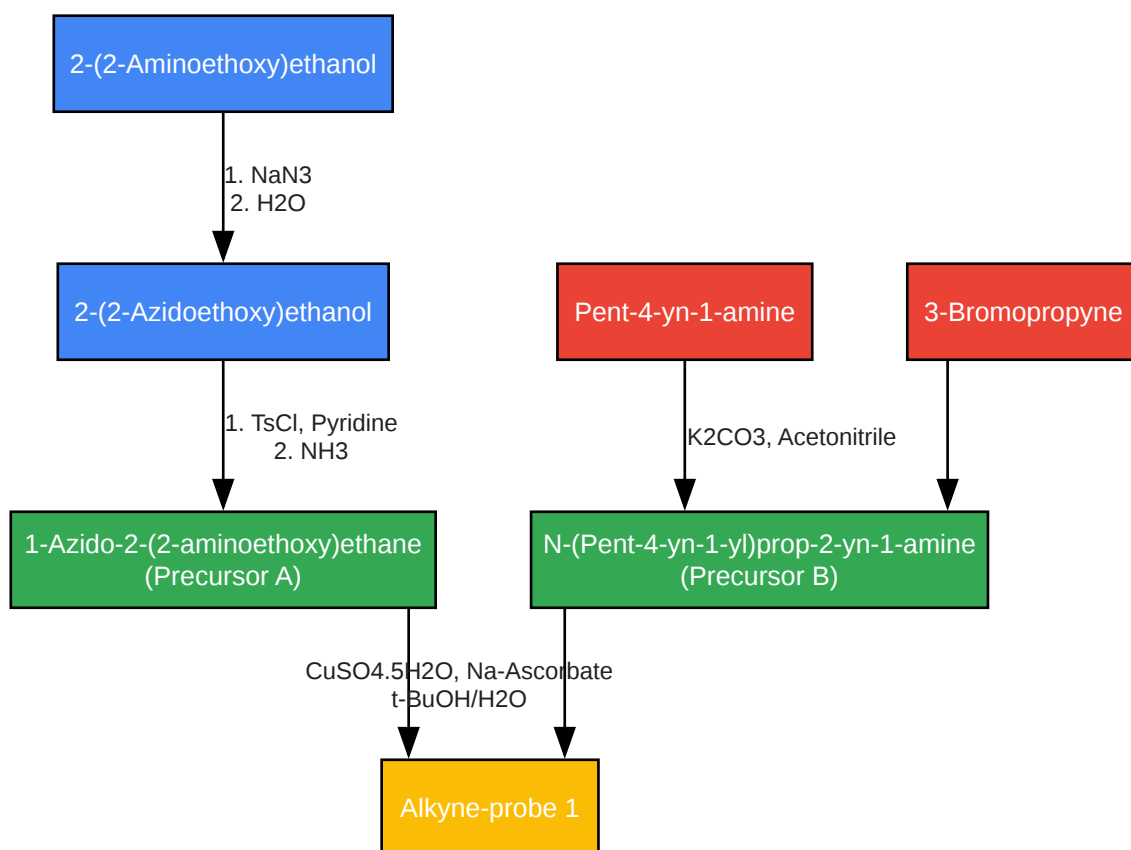 2-(2-Aminoethoxy)ethanol
1. NaN3
2. H2O
2-(2-Azidoethoxy)ethanol
Pent-4-yn-1-amine
3-Bromopropyne
1. TsCl, Pyridine
2. NH3
K2CO3, Acetonitrile
1-Azido-2-(2-aminoethoxy)ethane
(Precursor A)
N-(Pent-4-yn-1-yl)prop-2-yn-1-amine
(Precursor B)
CuSO4.5H2O, Na-Ascorbate
t-BuOH/H2O
Alkyne-probe 1